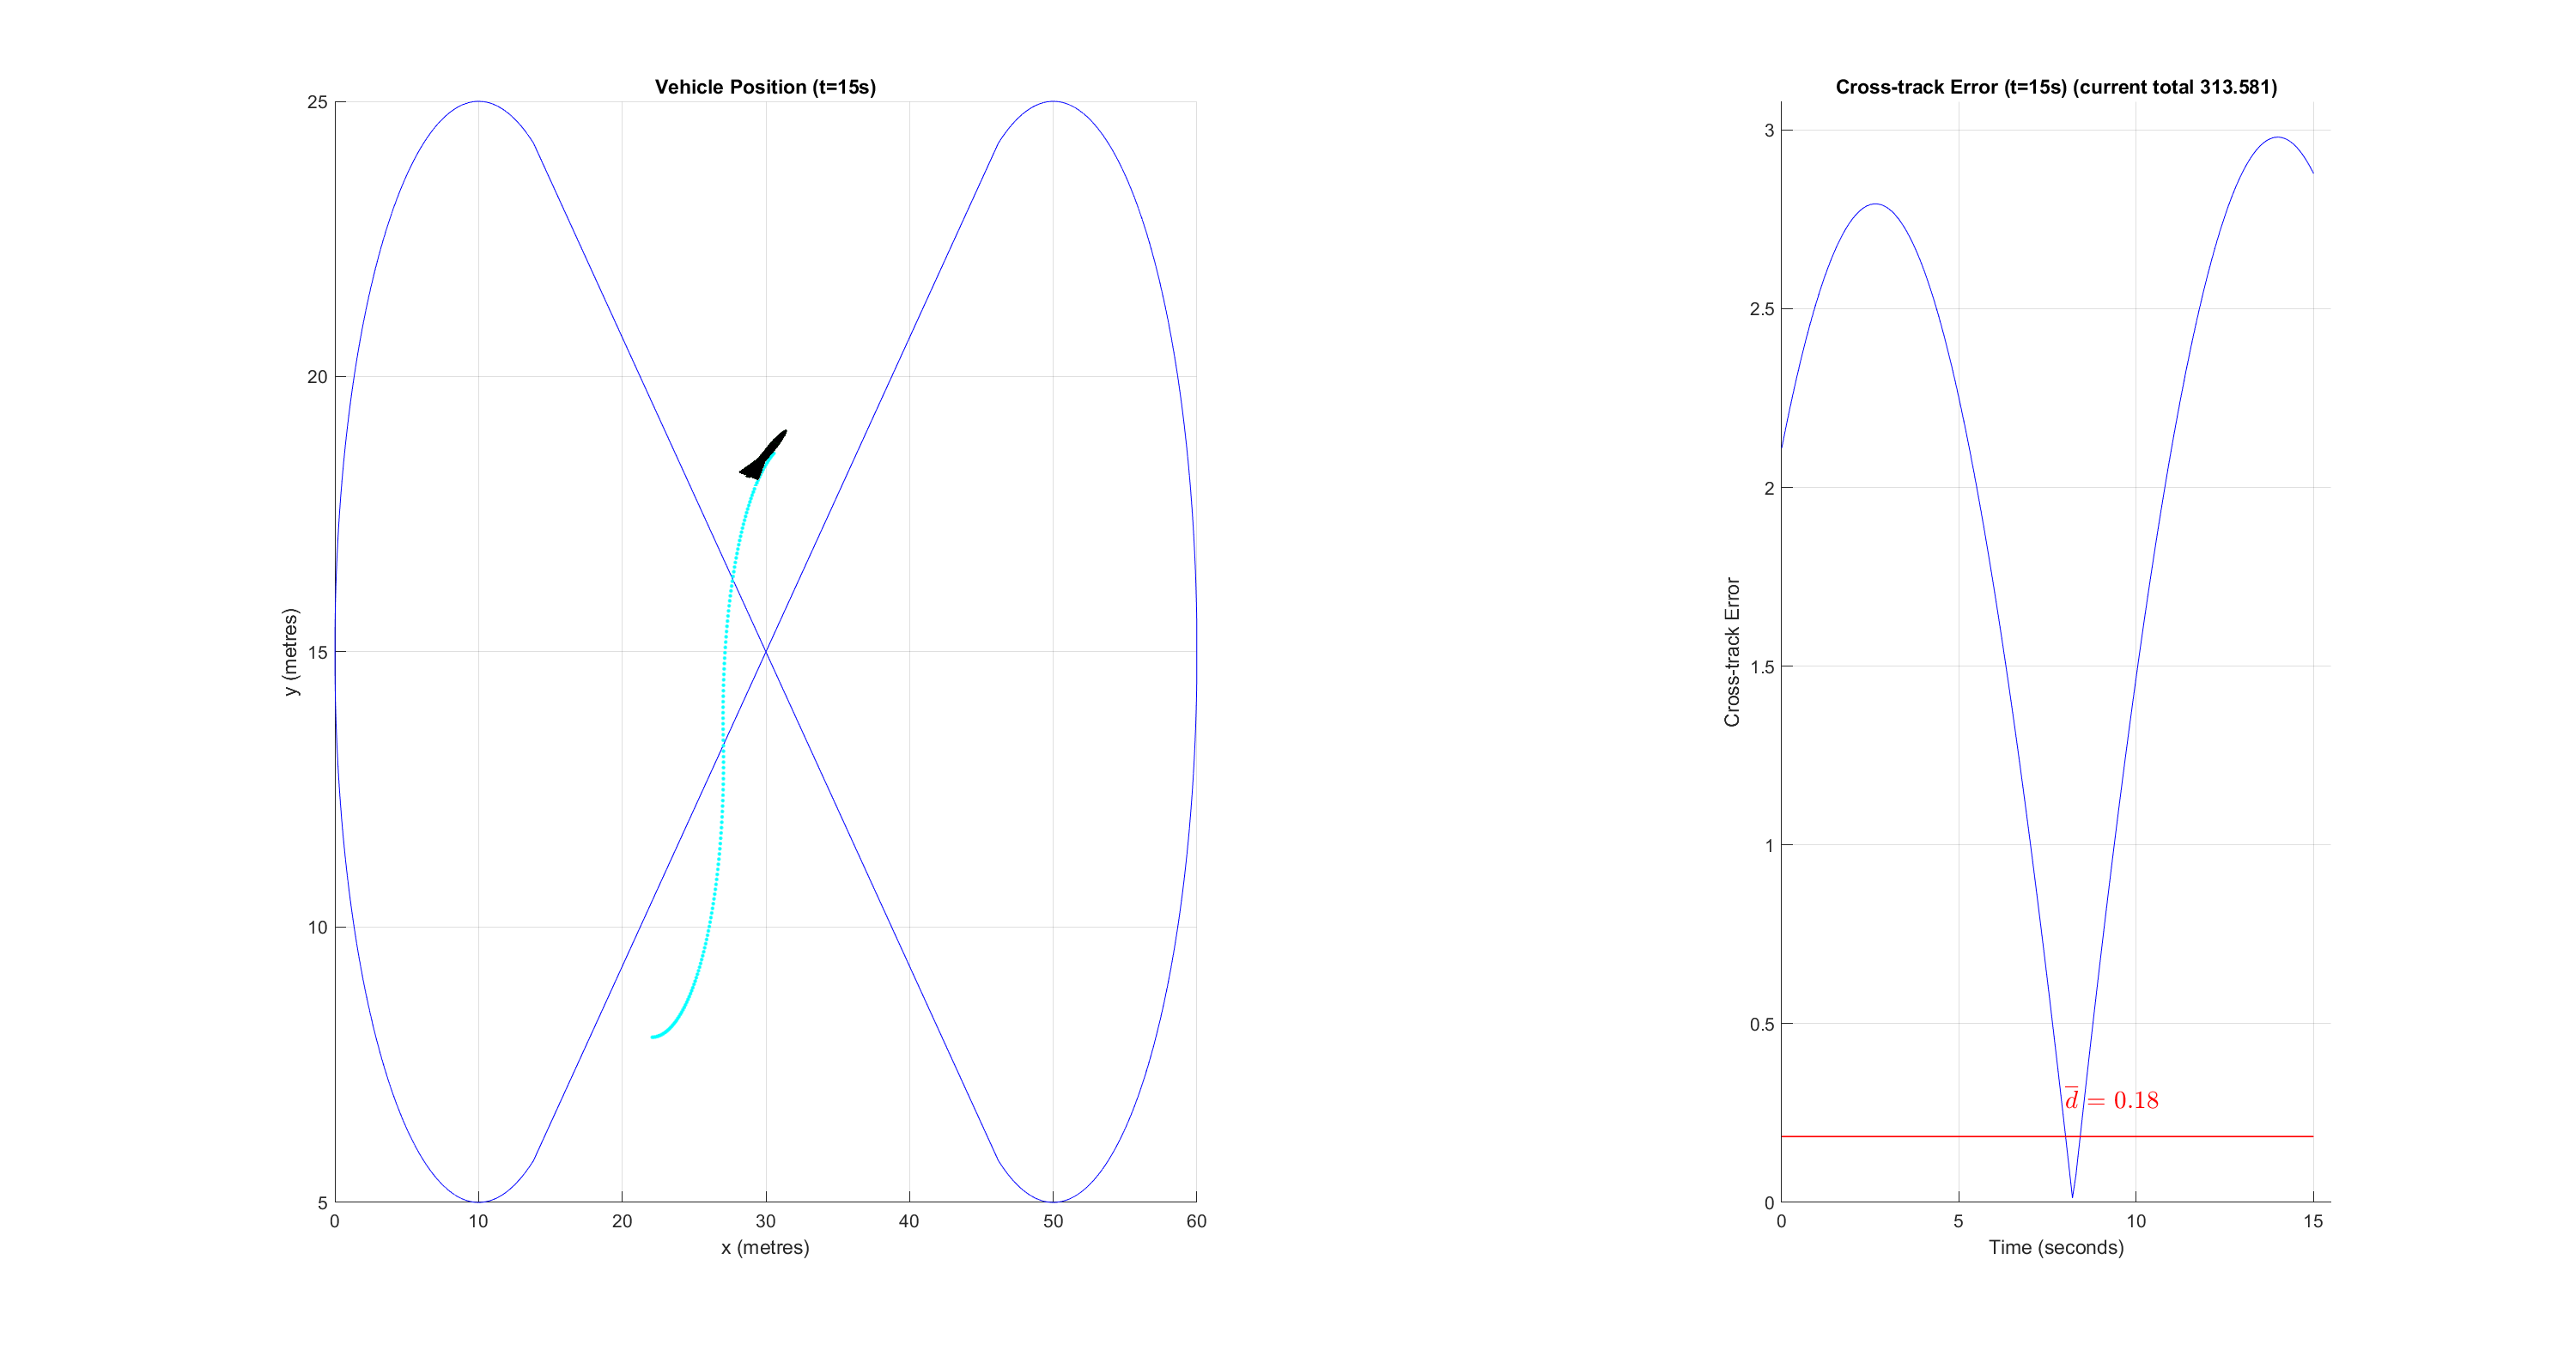 Vehicle Position (t=15s)
25
20
15
10
5
0 10 20 30 40 50 60
y (metres)
x (metres)
Cross-track Error (t=15s) (current total 313.581)
3
2.5
2
1.5
1
0.5
0
0 5 10 15
Cross-track Error
Time (seconds)
d̅ = 0.18